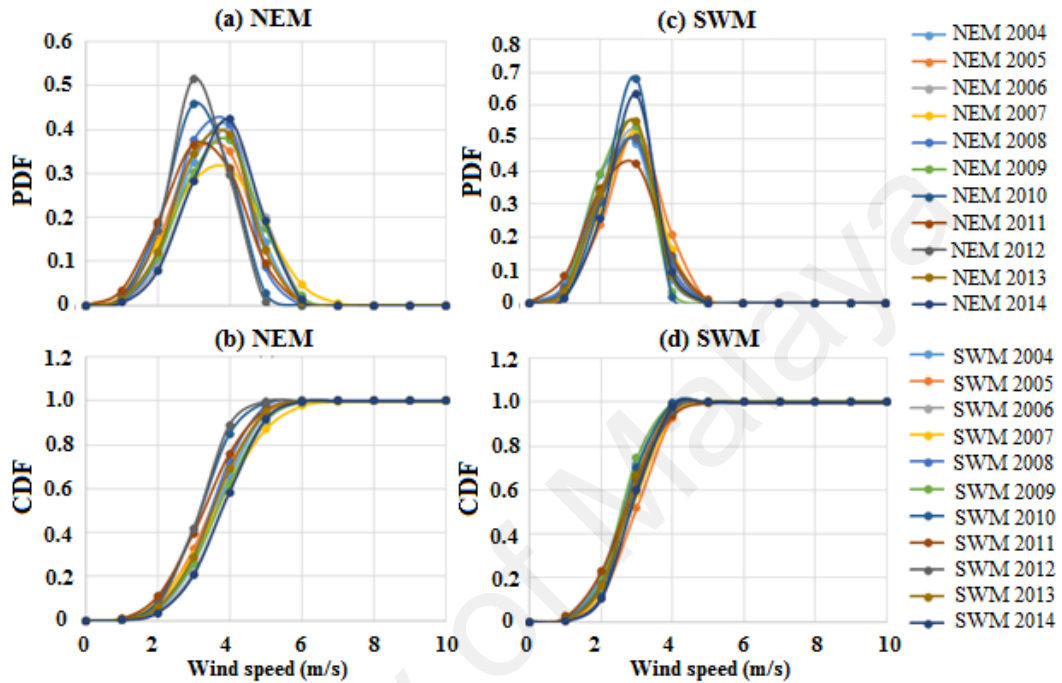 (a) NEM
PDF
0.6
0.5
0.4
0.3
0.2
0.1
0
(c) SWM
PDF
0.8
0.7
0.6
0.5
0.4
0.3
0.2
0.1
0
NEM 2004
NEM 2005
NEM 2006
NEM 2007
NEM 2008
NEM 2009
NEM 2010
NEM 2011
NEM 2012
NEM 2013
NEM 2014
(b) NEM
CDF
1.2
1.0
0.8
0.6
0.4
0.2
0
0 2 4 6 8 10
Wind speed (m/s)
(d) SWM
CDF
1.2
1.0
0.8
0.6
0.4
0.2
0
0 2 4 6 8 10
Wind speed (m/s)
SWM 2004
SWM 2005
SWM 2006
SWM 2007
SWM 2008
SWM 2009
SWM 2010
SWM 2011
SWM 2012
SWM 2013
SWM 2014
of Malaya